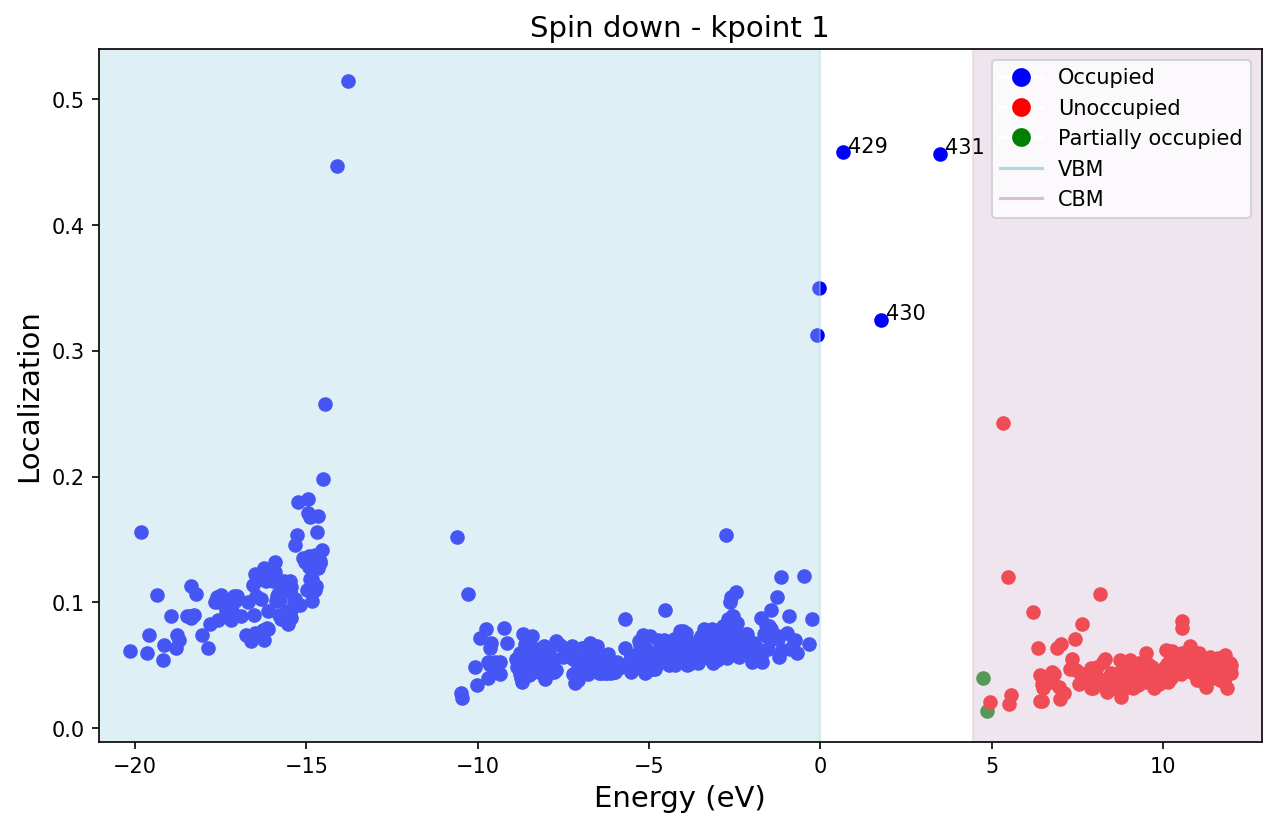 Spin down - kpoint 1
Localization
0.5
0.4
0.3
0.2
0.1
0.0
429
431
430
Occupied
Unoccupied
Partially occupied
VBM
CBM
−20
−15
−10
−5
0
5
10
Energy (eV)